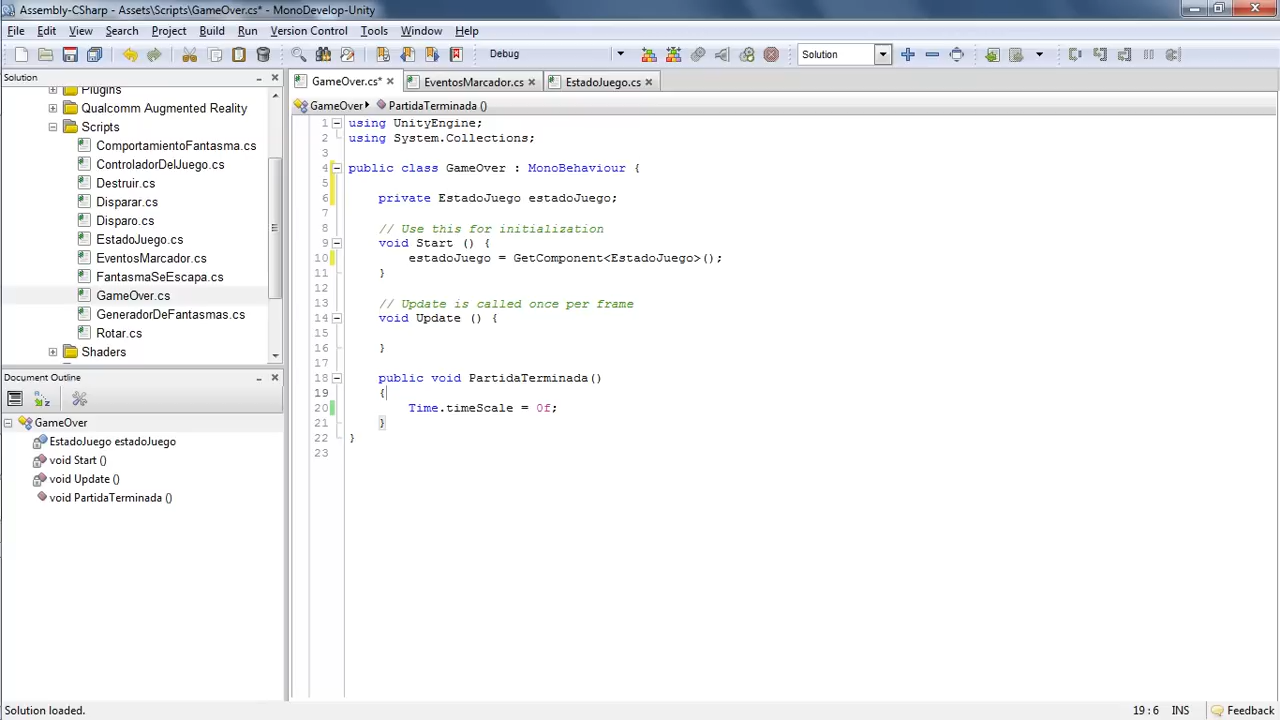 Assembly-CSharp - Assets\Scripts\GameOver.cs* - MonoDevelop-Unity
File Edit View Search Project Build Run Version Control Tools Window Help
Debug Solution
Solution
GameOver.cs* EventosMarcador.cs EstadoJuego.cs
GameOver PartidaTerminada ()
Plugins
Qualcomm Augmented Reality
Scripts
ComportamientoFantasma.cs
ControladorDelJuego.cs
Destruir.cs
Disparar.cs
Disparo.cs
EstadoJuego.cs
EventosMarcador.cs
FantasmaSeEscapa.cs
GameOver.cs
GeneradorDeFantasmas.cs
Rotar.cs
Shaders
Document Outline
GameOver
EstadoJuego estadoJuego
void Start ()
void Update ()
void PartidaTerminada ()
1 using UnityEngine;
2 using System.Collections;
3
4 public class GameOver : MonoBehaviour {
5
6 private EstadoJuego estadoJuego;
7
8 // Use this for initialization
9 void Start () {
10 estadoJuego = GetComponent<EstadoJuego>();
11 }
12
13 // Update is called once per frame
14 void Update () {
15
16 }
17
18 public void PartidaTerminada()
19 {
20 Time.timeScale = 0f;
21 }
22 }
23
Solution loaded. 19 : 6 INS Feedback